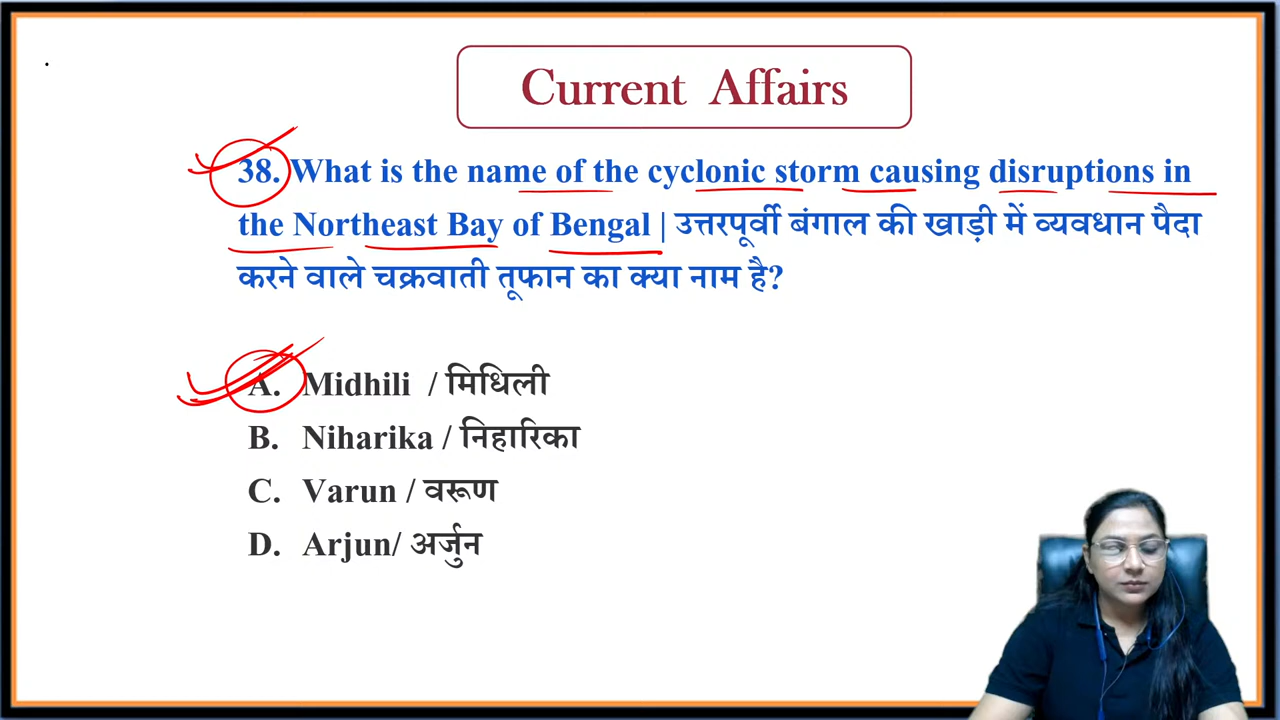 Current Affairs
38. What is the name of the cyclonic storm causing disruptions in
the Northeast Bay of Bengal | उत्तरपूर्वी बंगाल की खाड़ी में व्यवधान पैदा
करने वाले चक्रवाती तूफान का क्या नाम है?
A. Midhili / मिधिली
B. Niharika / निहारिका
C. Varun / वरूण
D. Arjun/ अर्जुन